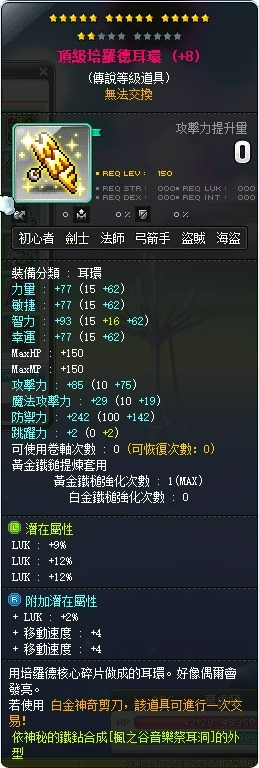 頂級培羅德耳環 (+8)
(傳說等級道具)
無法交換
攻擊力提升量
0
REQ LEV : 150
REQ STR : 000 REQ LUK : 000
REQ DEX : 000 REQ INT : 000
0 0 0
初心者 劍士 法師 弓箭手 盜賊 海盜
裝備分類 : 耳環
力量 : +77 (15 +62)
敏捷 : +77 (15 +62)
智力 : +93 (15 +16 +62)
幸運 : +77 (15 +62)
MaxHP : +150
MaxMP : +150
攻擊力 : +85 (10 +75)
魔法攻擊力 : +29 (10 +19)
防禦力 : +242 (100 +142)
跳躍力 : +2 (0 +2)
可使用卷軸次數 : 0 (可恢復次數: 0)
黃金鐵鎚提煉套用
黃金鐵鎚強化次數 : 1(MAX)
白金鐵槌強化次數 : 0
潛在屬性
LUK : +9%
LUK : +12%
LUK : +12%
附加潛在屬性
+ LUK : +2%
+ 移動速度 : +4
+ 移動速度 : +4
用培羅德核心碎片做成的耳環。好像偶爾會
發亮。
若使用 白金神奇剪刀，該道具可進行一次交
易!
依神秘的鐵鉆合成[楓之谷音樂祭耳洞]的外
型